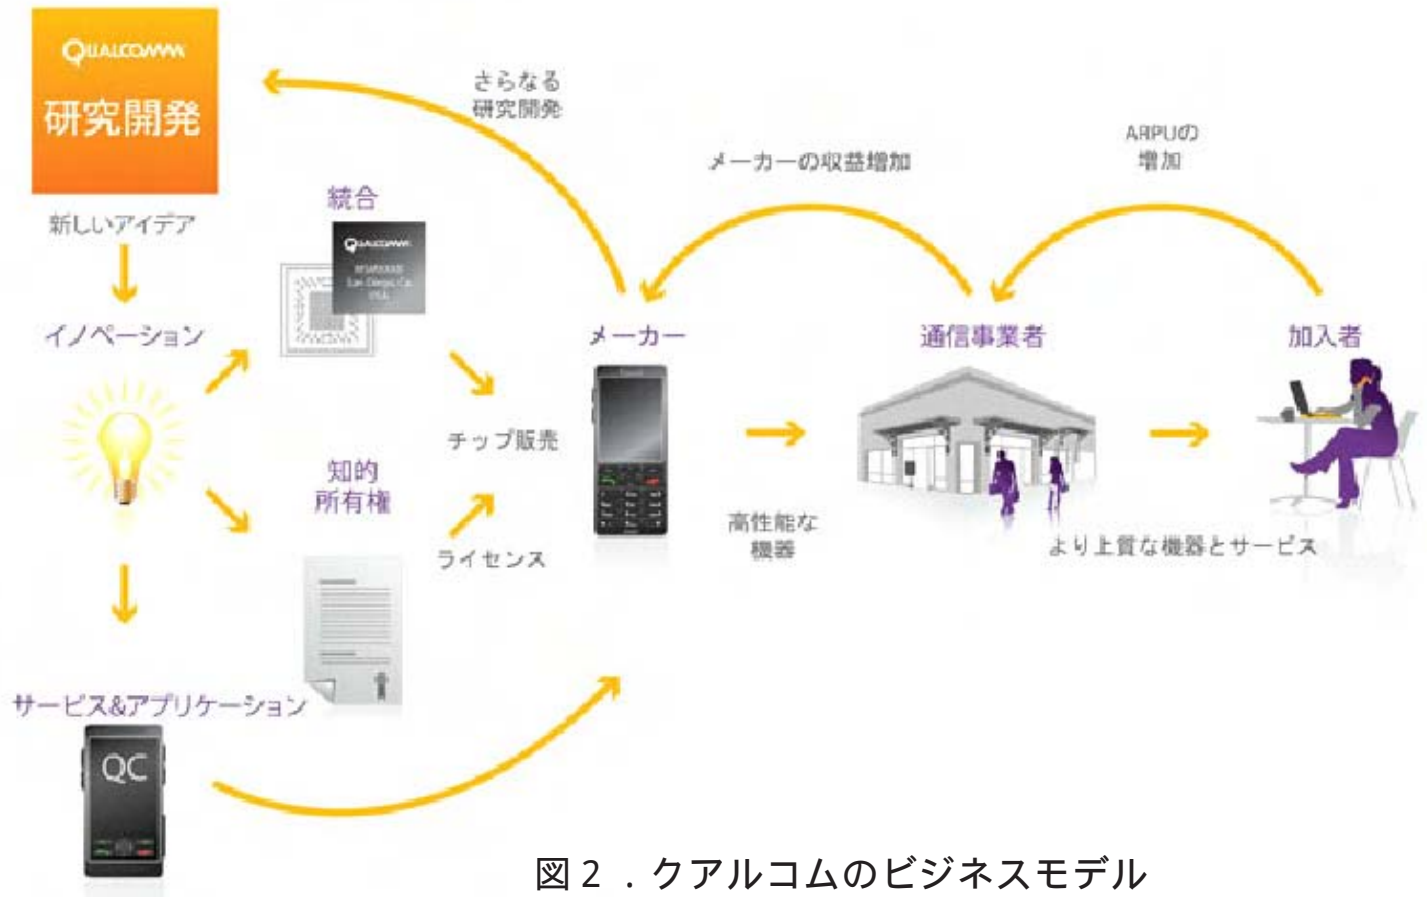 QUALCOMM
研究開発
新しいアイデア
イノベーション
サービス&アプリケーション
QC
統合
QUALCOMM
San Diego, Ca.
知的
所有権
チップ販売
ライセンス
さらなる
研究開発
メーカー
メーカーの収益増加
高性能な
機器
通信事業者
ARPUの
増加
より上質な機器とサービス
加入者
図2．クアルコムのビジネスモデル